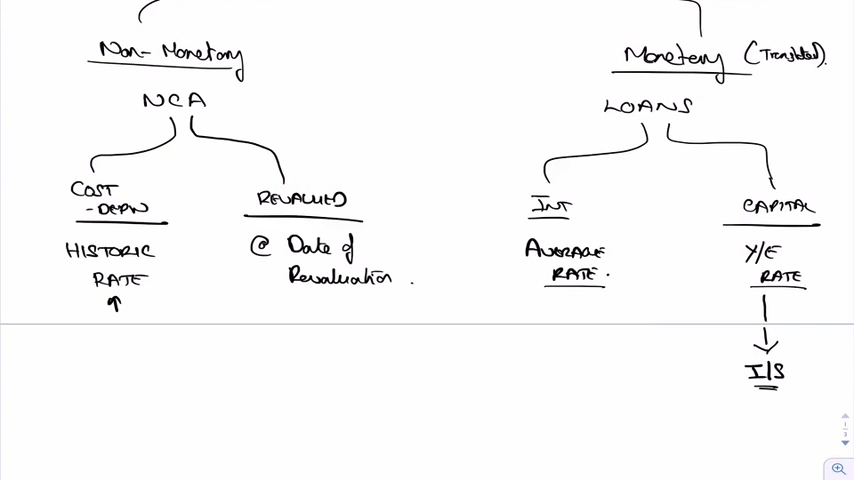 Non-Monetary
Monetary (Translated).
NCA
LOANS
COST
- DEPN
REVALUED
INT
CAPITAL
HISTORIC
RATE
@ Date of
Revaluation.
AVERAGE
RATE.
Y/E
RATE
I/S